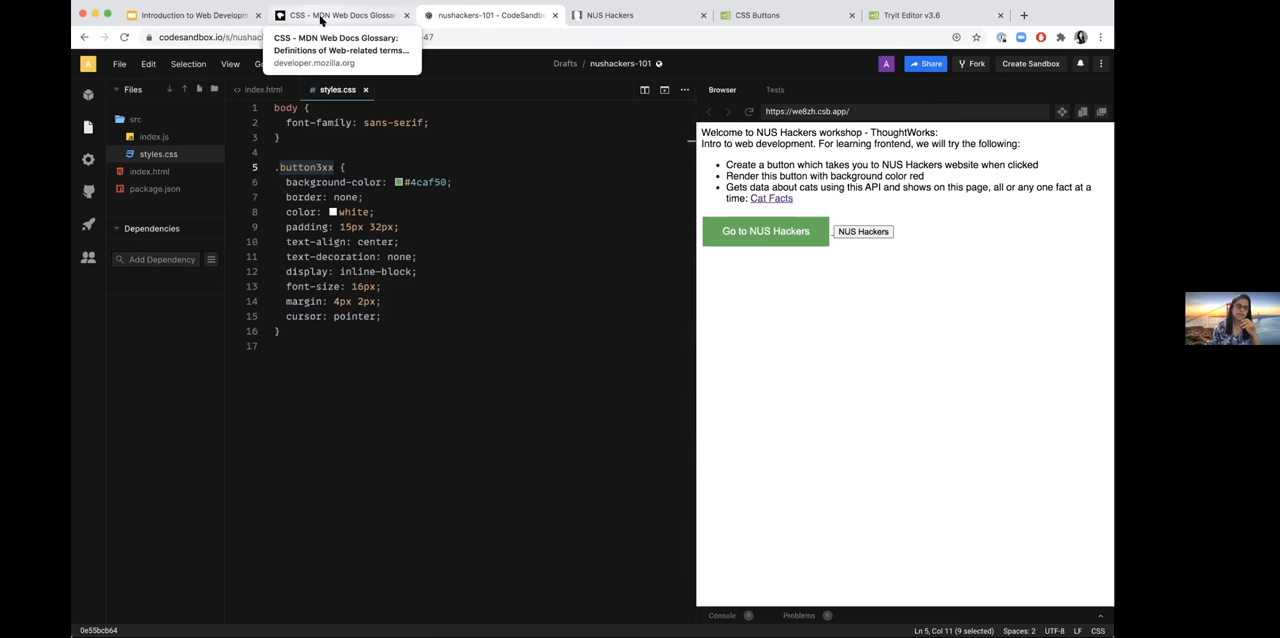 Introduction to Web Developm
CSS - MDN Web Docs Glossar
nushackers-101 - CodeSandbo
NUS Hackers
CSS Buttons
Tryit Editor v3.6
codesandbox.io/s/nushac
47
CSS - MDN Web Docs Glossary:
Definitions of Web-related terms...
developer.mozilla.org
File Edit Selection View Go
Drafts / nushackers-101
A
Share
Fork
Create Sandbox
Files
index.html
styles.css
Browser
Tests
https://we8zh.csb.app/
src
index.js
styles.css
index.html
package.json
Dependencies
Add Dependency
1 body {
2 font-family: sans-serif;
3 }
4
5 .button3xx {
6 background-color: #4caf50;
7 border: none;
8 color: white;
9 padding: 15px 32px;
10 text-align: center;
11 text-decoration: none;
12 display: inline-block;
13 font-size: 16px;
14 margin: 4px 2px;
15 cursor: pointer;
16 }
17
Welcome to NUS Hackers workshop - ThoughtWorks:
Intro to web development. For learning frontend, we will try the following:
• Create a button which takes you to NUS Hackers website when clicked
• Render this button with background color red
• Gets data about cats using this API and shows on this page, all or any one fact at a
time: Cat Facts
Go to NUS Hackers
NUS Hackers
Console 0 Problems 0
0e55bcb64
Ln 5, Col 11 (9 selected) Spaces: 2 UTF-8 LF CSS